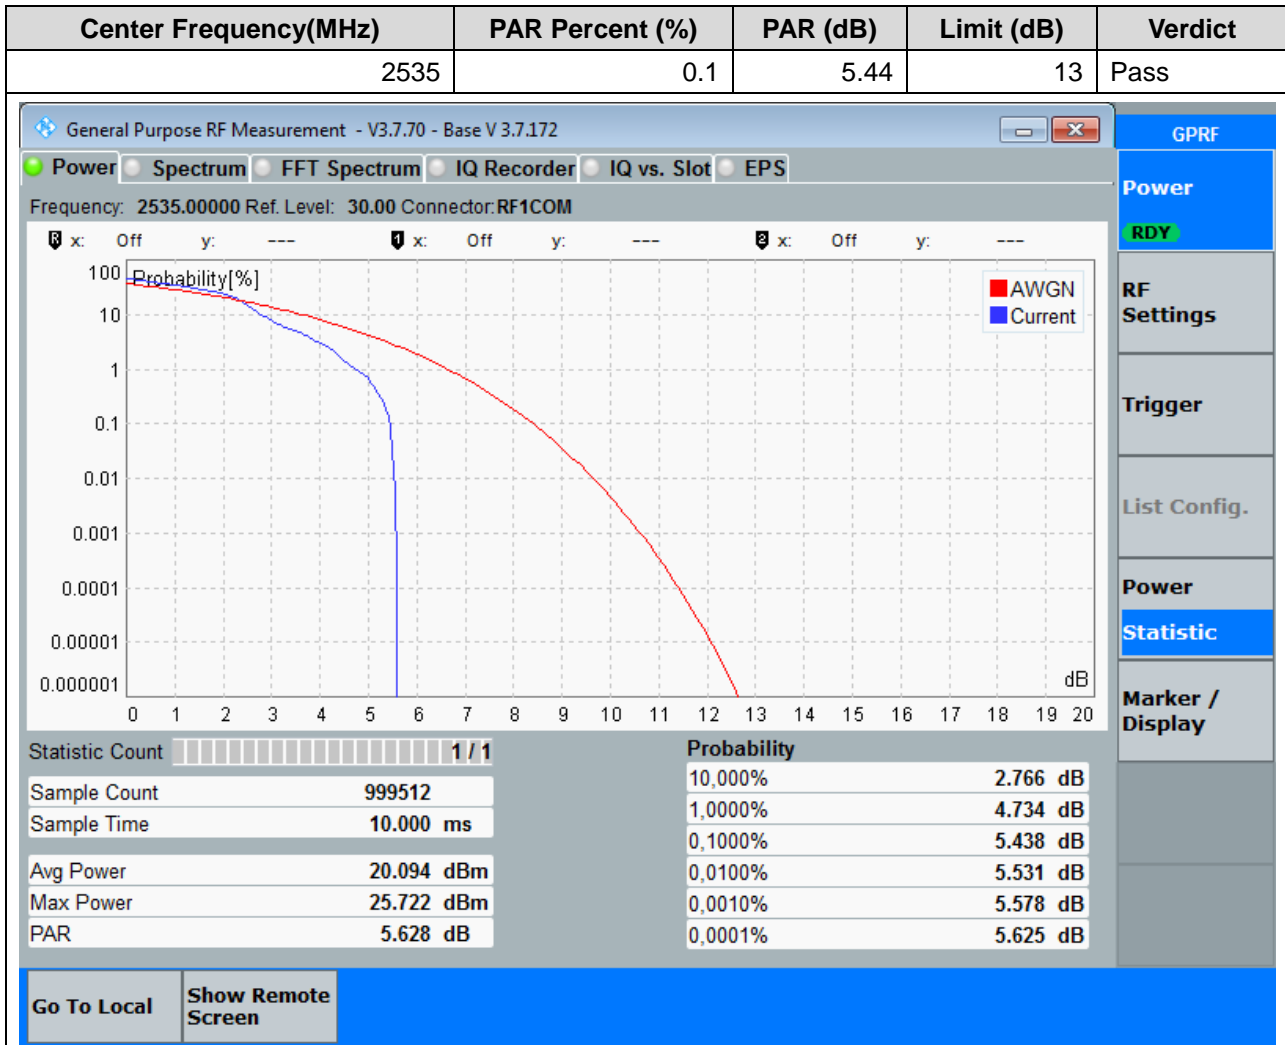 Center Frequency(MHz) PAR Percent (%) PAR (dB) Limit (dB) Verdict
2535 0.1 5.44 13 Pass
General Purpose RF Measurement - V3.7.70 - Base V 3.7.172
GPRF
Power Spectrum FFT Spectrum IQ Recorder IQ vs. Slot EPS
Frequency: 2535.00000 Ref. Level: 30.00 Connector: RF1COM
R x: Off y: --- 1 x: Off y: --- 2 x: Off y: ---
Probability[%]
AWGN
Current
100
10
1
0.1
0.01
0.001
0.0001
0.00001
0.000001
dB
0 1 2 3 4 5 6 7 8 9 10 11 12 13 14 15 16 17 18 19 20
Statistic Count 1 / 1
Sample Count 999512
Sample Time 10.000 ms
Avg Power 20.094 dBm
Max Power 25.722 dBm
PAR 5.628 dB
Probability
10,000% 2.766 dB
1,0000% 4.734 dB
0,1000% 5.438 dB
0,0100% 5.531 dB
0,0010% 5.578 dB
0,0001% 5.625 dB
Power
RDY
RF
Settings
Trigger
List Config.
Power
Statistic
Marker /
Display
Go To Local
Show Remote
Screen